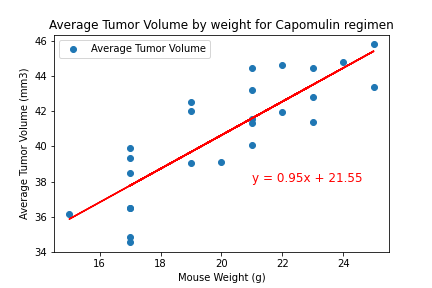 Average Tumor Volume by weight for Capomulin regimen
Average Tumor Volume
46
44
42
40
38
36
34
Average Tumor Volume (mm3)
y = 0.95x + 21.55
16
18
20
22
24
Mouse Weight (g)